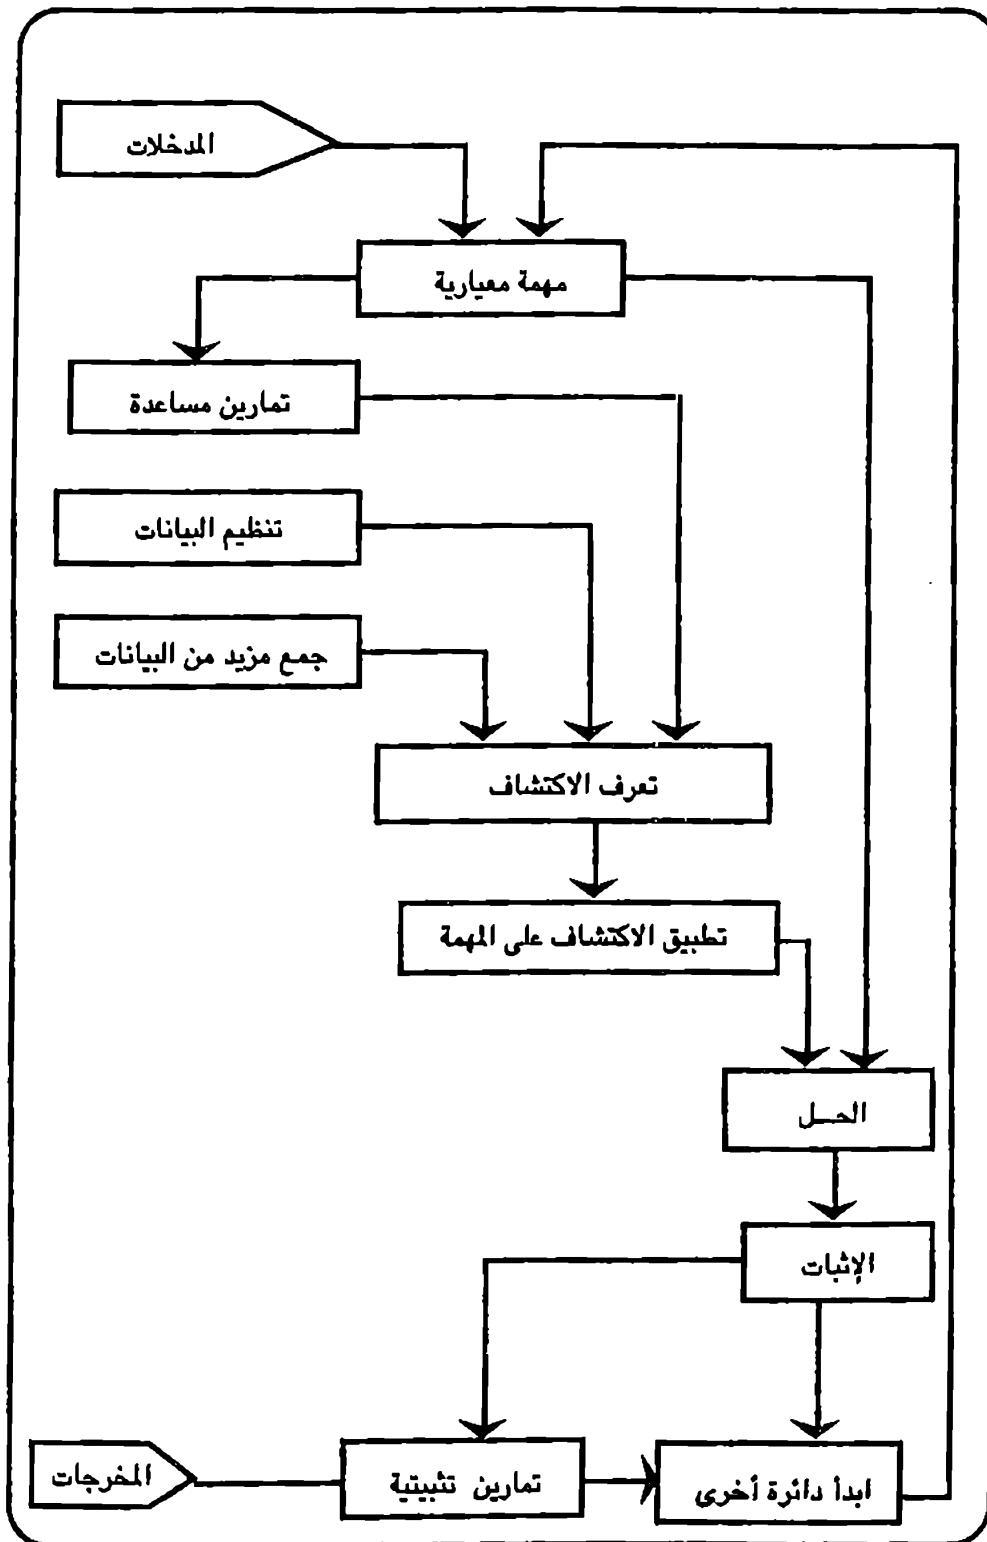 المدخلات
مهمة معيارية
تمارين مساعدة
تنظيم البيانات
جمع مزيد من البيانات
تعرف الاكتشاف
تطبيق الاكتشاف على المهمة
الحــل
الإثبات
ابدأ دائرة أخرى
تمارين تثبيتية
المخرجات